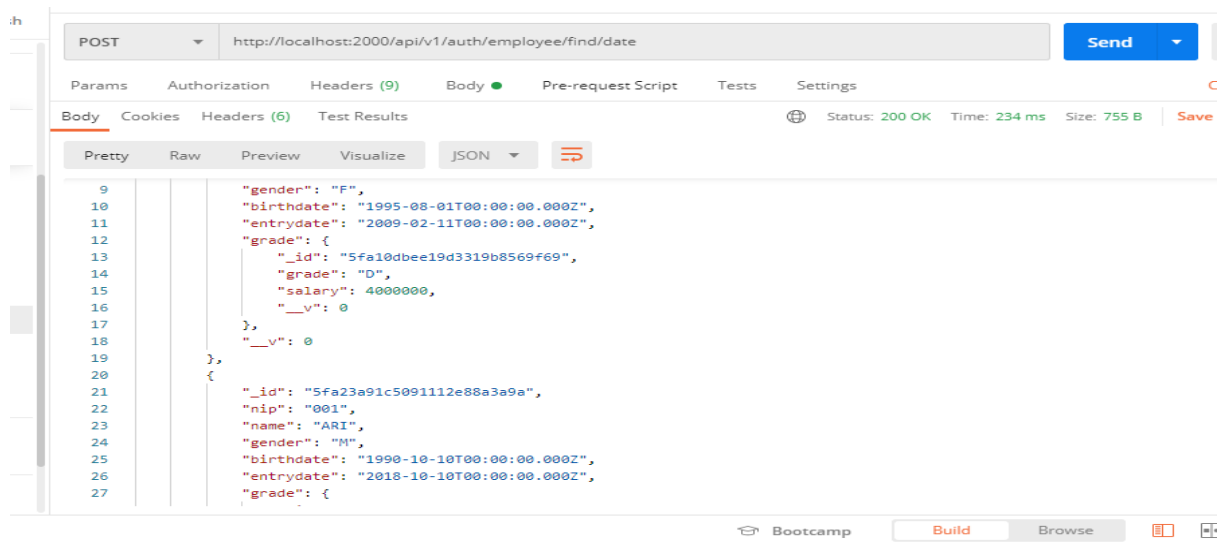 sh
POST http://localhost:2000/api/v1/auth/employee/find/date Send
Params Authorization Headers (9) Body Pre-request Script Tests Settings
Body Cookies Headers (6) Test Results Status: 200 OK Time: 234 ms Size: 755 B Save
Pretty Raw Preview Visualize JSON
9 "gender": "F",
10 "birthdate": "1995-08-01T00:00:00.000Z",
11 "entrydate": "2009-02-11T00:00:00.000Z",
12 "grade": {
13 "_id": "5fa10dbee19d3319b8569f69",
14 "grade": "D",
15 "salary": 4000000,
16 "__v": 0
17 },
18 "__v": 0
19 },
20 {
21 "_id": "5fa23a91c5091112e88a3a9a",
22 "nip": "001",
23 "name": "ARI",
24 "gender": "M",
25 "birthdate": "1990-10-10T00:00:00.000Z",
26 "entrydate": "2018-10-10T00:00:00.000Z",
27 "grade": {
Bootcamp Build Browse